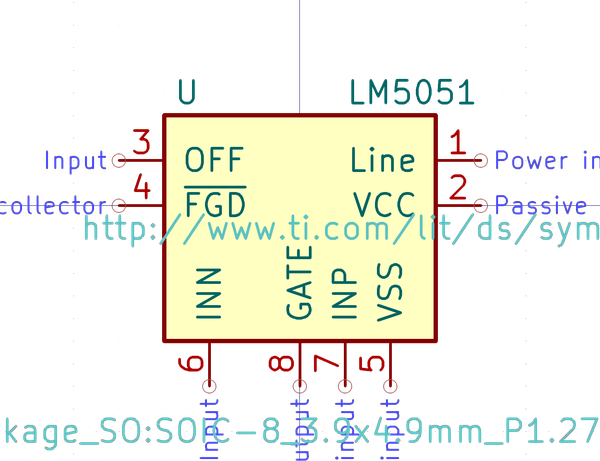 U LM5051
3 1
Input OFF Line Power in
4 2
collector FGD VCC Passive
http://www.ti.com/lit/ds/sym
INN GATE INP VSS
6 8 7 5
Input input input
kage_SO:SOIC-8_3.9x4.9mm_P1.27